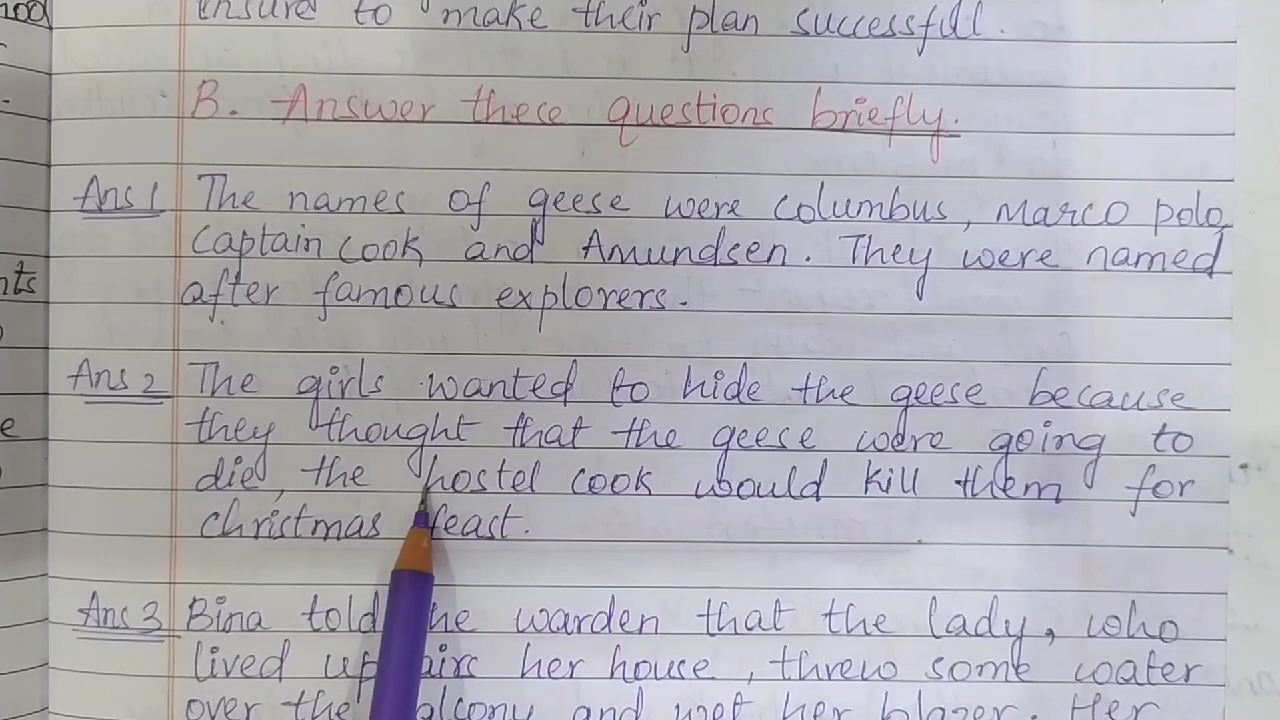 ensure to make their plan successfull.
B. Answer these questions briefly.
Ans 1 The names of geese were columbus, Marco polo,
captain cook and Amundsen. They were named
after famous explorers.
Ans 2 The girls wanted to hide the geese because
they thought that the geese were going to
die, the hostel cook would kill them for
christmas feast.
Ans 3 Bina told the warden that the lady, who
lived upstairs her house, threw some water
over the balcony and wet her blazer. Her
nts
e